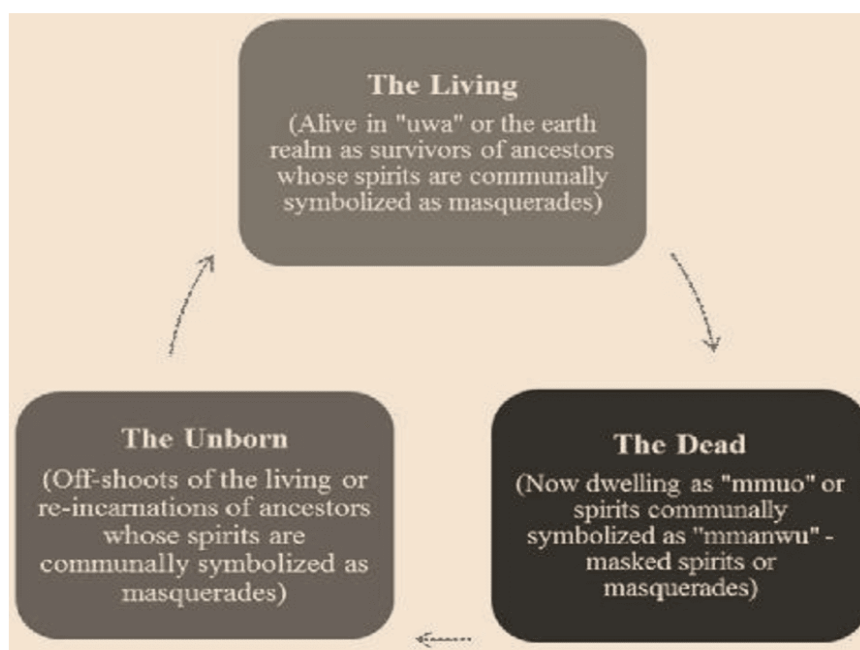 The Living
(Alive in "uwa" or the earth
realm as survivors of ancestors
whose spirits are communally
symbolized as masquerades)
The Unborn
(Off-shoots of the living or
re-incarnations of ancestors
whose spirits are
communally symbolized as
masquerades)
The Dead
(Now dwelling as "mmuo" or
spirits communally
symbolized as "mmanwu" -
masked spirits or
masquerades)